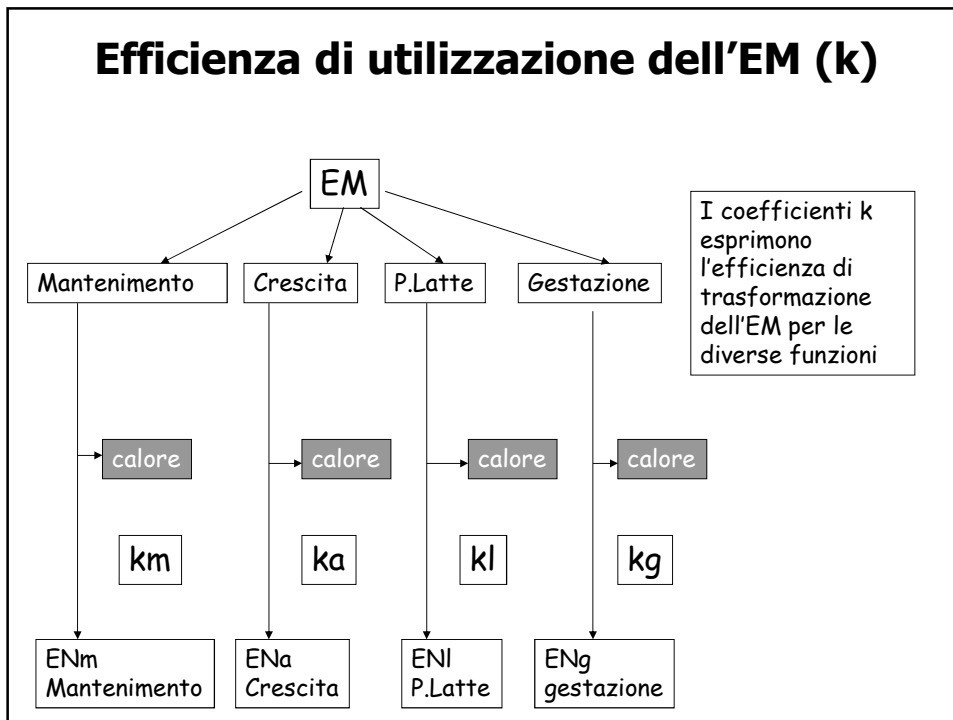 Efficienza di utilizzazione dell'EM (k)
EM
I coefficienti k
esprimono
l'efficienza di
trasformazione
dell'EM per le
diverse funzioni
Mantenimento
Crescita
P.Latte
Gestazione
calore
calore
calore
calore
km
ka
kl
kg
ENm
Mantenimento
ENa
Crescita
ENl
P.Latte
ENg
gestazione